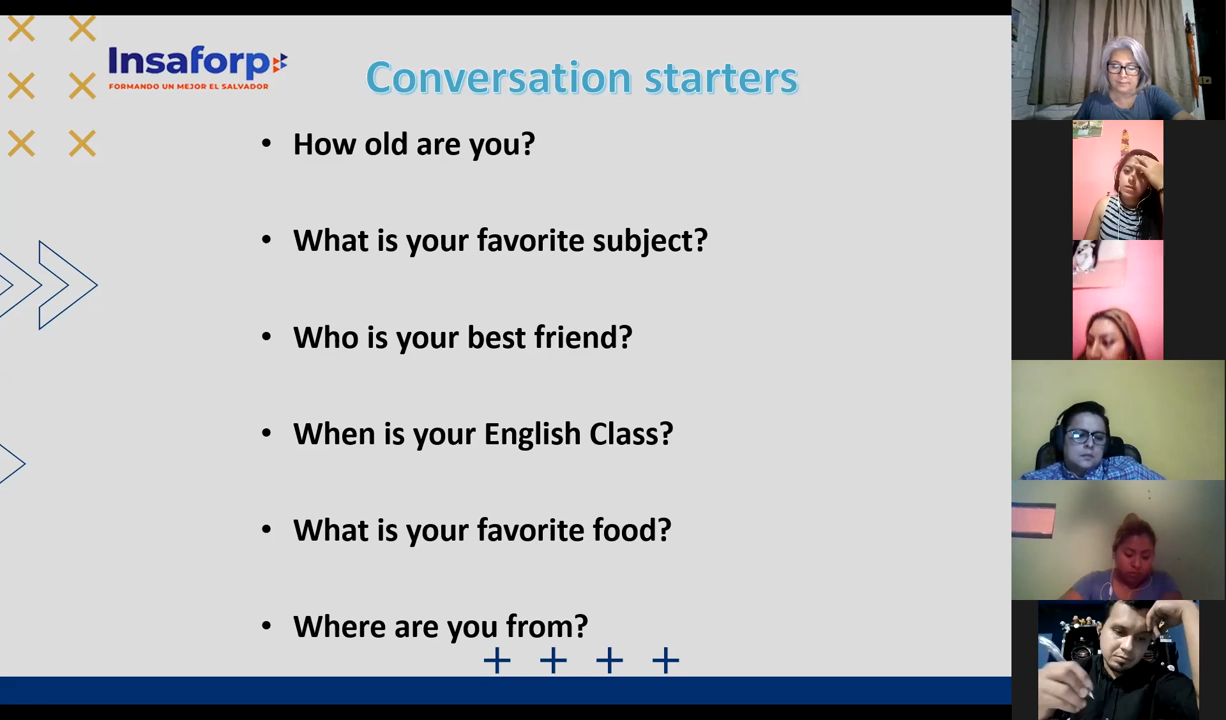 Insaforp
FORMANDO UN MEJOR EL SALVADOR
Conversation starters
• How old are you?
• What is your favorite subject?
• Who is your best friend?
• When is your English Class?
• What is your favorite food?
• Where are you from?